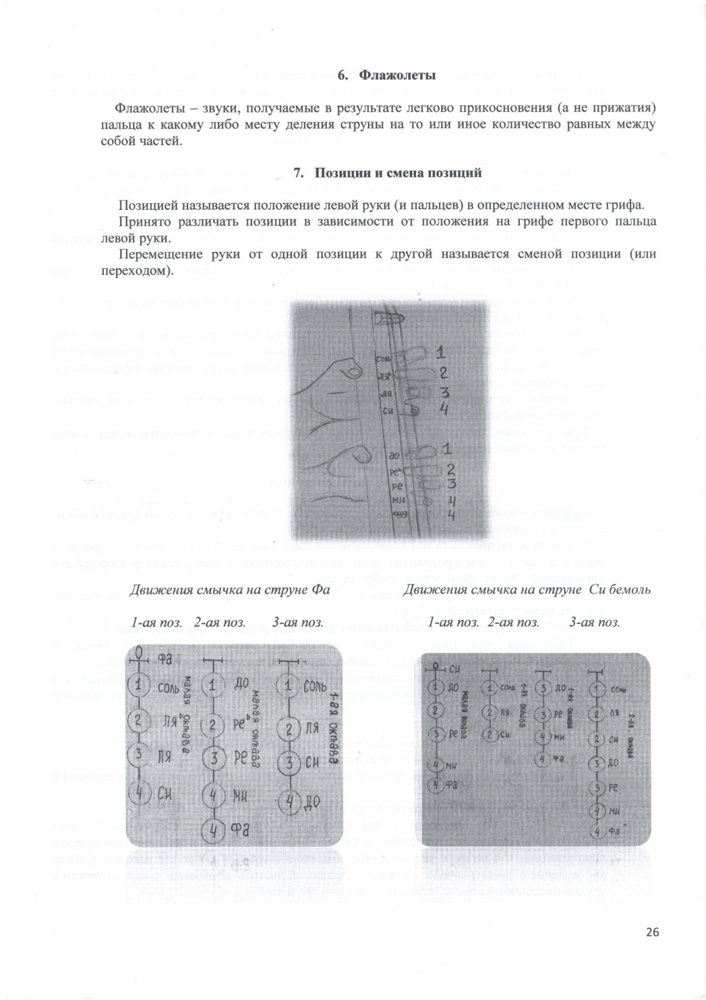 6. Флажолеты
Флажолеты – звуки, получаемые в результате легково прикосновения (а не прижатия)
пальца к какому либо месту деления струны на то или иное количество равных между
собой частей.
7. Позиции и смена позиций
Позицией называется положение левой руки (и пальцев) в определенном месте грифа.
Принято различать позиции в зависимости от положения на грифе первого пальца
левой руки.
Перемещение руки от одной позиции к другой называется сменой позиции (или
переходом).
соль 1
ля♭ 2
ля 3
си 4
до 1
ре♭ 2
ре 3
ми 4
фа 4
Движения смычка на струне Фа
1-ая поз. 2-ая поз. 3-ая поз.
0 фа
1 соль
2 ля♭
3 ля
4 си
малая октава
1 до
2 ре♭
3 ре
4 ми
4 фа
малая октава
1 соль
2 ля
3 си
4 до
1-ая октава
Движения смычка на струне Си бемоль
1-ая поз. 2-ая поз. 3-ая поз.
0 си
1 до
2
3 ре
4 ми
4 фа
малая октава
1 соль
2 ля
2 си
1-ая октава
3 до
3 ре
4 ми
4 фа
1-ая октава
1 соль
2 ля
2 си
3 до
3 ре
4 ми
4 фа
2-ая октава
26